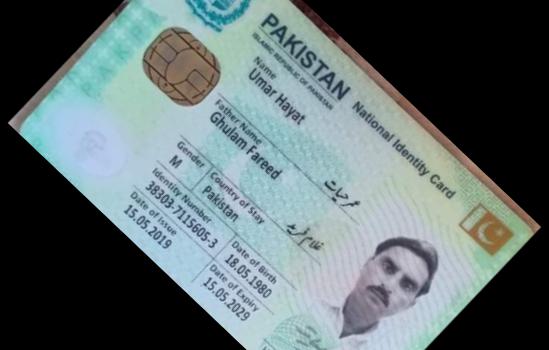 PAKISTAN National Identity Card
ISLAMIC REPUBLIC OF PAKISTAN
Name
Umar Hayat
عمر حیات
Father Name
Ghulam Fareed
غلام فرید
Gender Country of Stay
M Pakistan
Identity Number Date of Birth
38303-7115605-3 18.05.1980
Date of Issue Date of Expiry
15.05.2019 15.05.2029